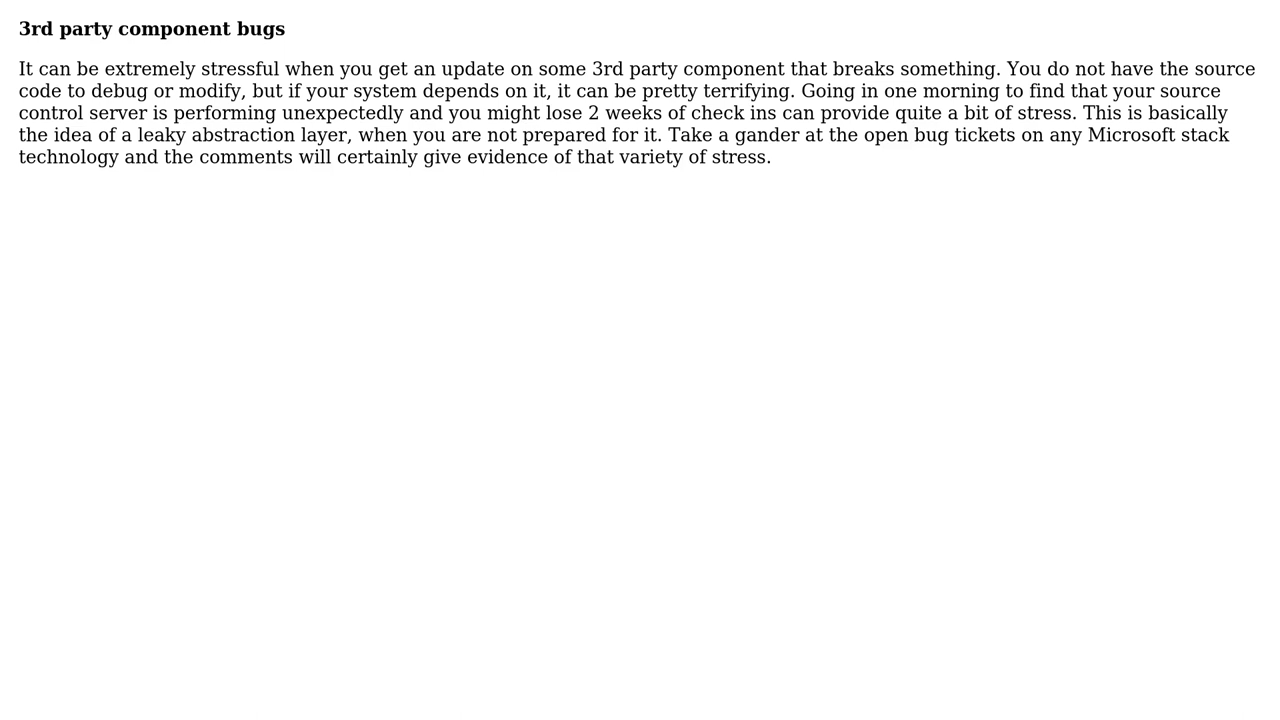 3rd party component bugs
It can be extremely stressful when you get an update on some 3rd party component that breaks something. You do not have the source
code to debug or modify, but if your system depends on it, it can be pretty terrifying. Going in one morning to find that your source
control server is performing unexpectedly and you might lose 2 weeks of check ins can provide quite a bit of stress. This is basically
the idea of a leaky abstraction layer, when you are not prepared for it. Take a gander at the open bug tickets on any Microsoft stack
technology and the comments will certainly give evidence of that variety of stress.